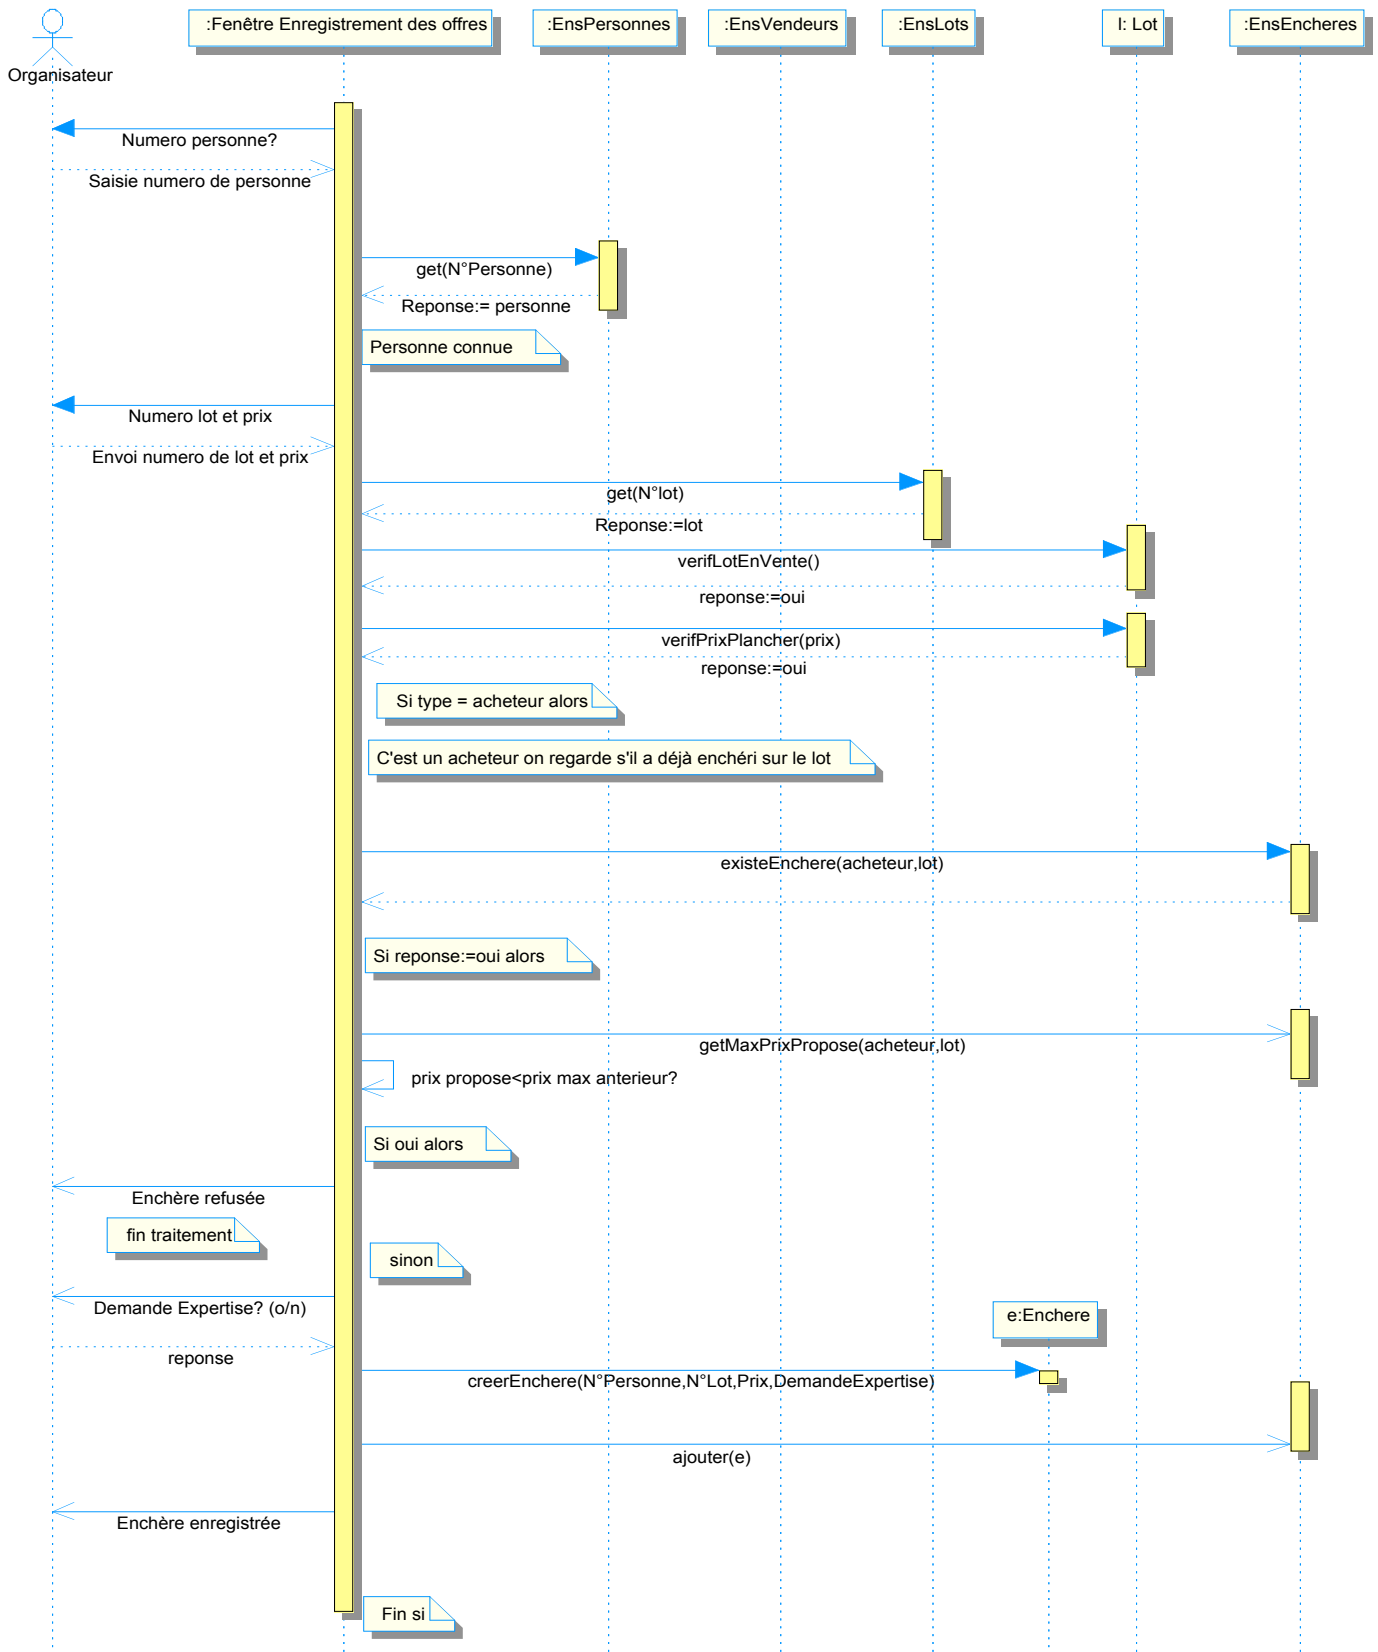 :Fenêtre Enregistrement des offres
:EnsPersonnes
:EnsVendeurs
:EnsLots
l: Lot
:EnsEncheres
Organisateur
Numero personne?
Saisie numero de personne
get(N°Personne)
Reponse:= personne
Personne connue
Numero lot et prix
Envoi numero de lot et prix
get(N°lot)
Reponse:=lot
verifLotEnVente()
reponse:=oui
verifPrixPlancher(prix)
reponse:=oui
Si type = acheteur alors
C'est un acheteur on regarde s'il a déjà enchéri sur le lot
existeEnchere(acheteur,lot)
Si reponse:=oui alors
getMaxPrixPropose(acheteur,lot)
prix propose<prix max anterieur?
Si oui alors
Enchère refusée
fin traitement
sinon
Demande Expertise? (o/n)
e:Enchere
reponse
creerEnchere(N°Personne,N°Lot,Prix,DemandeExpertise)
ajouter(e)
Enchère enregistrée
Fin si